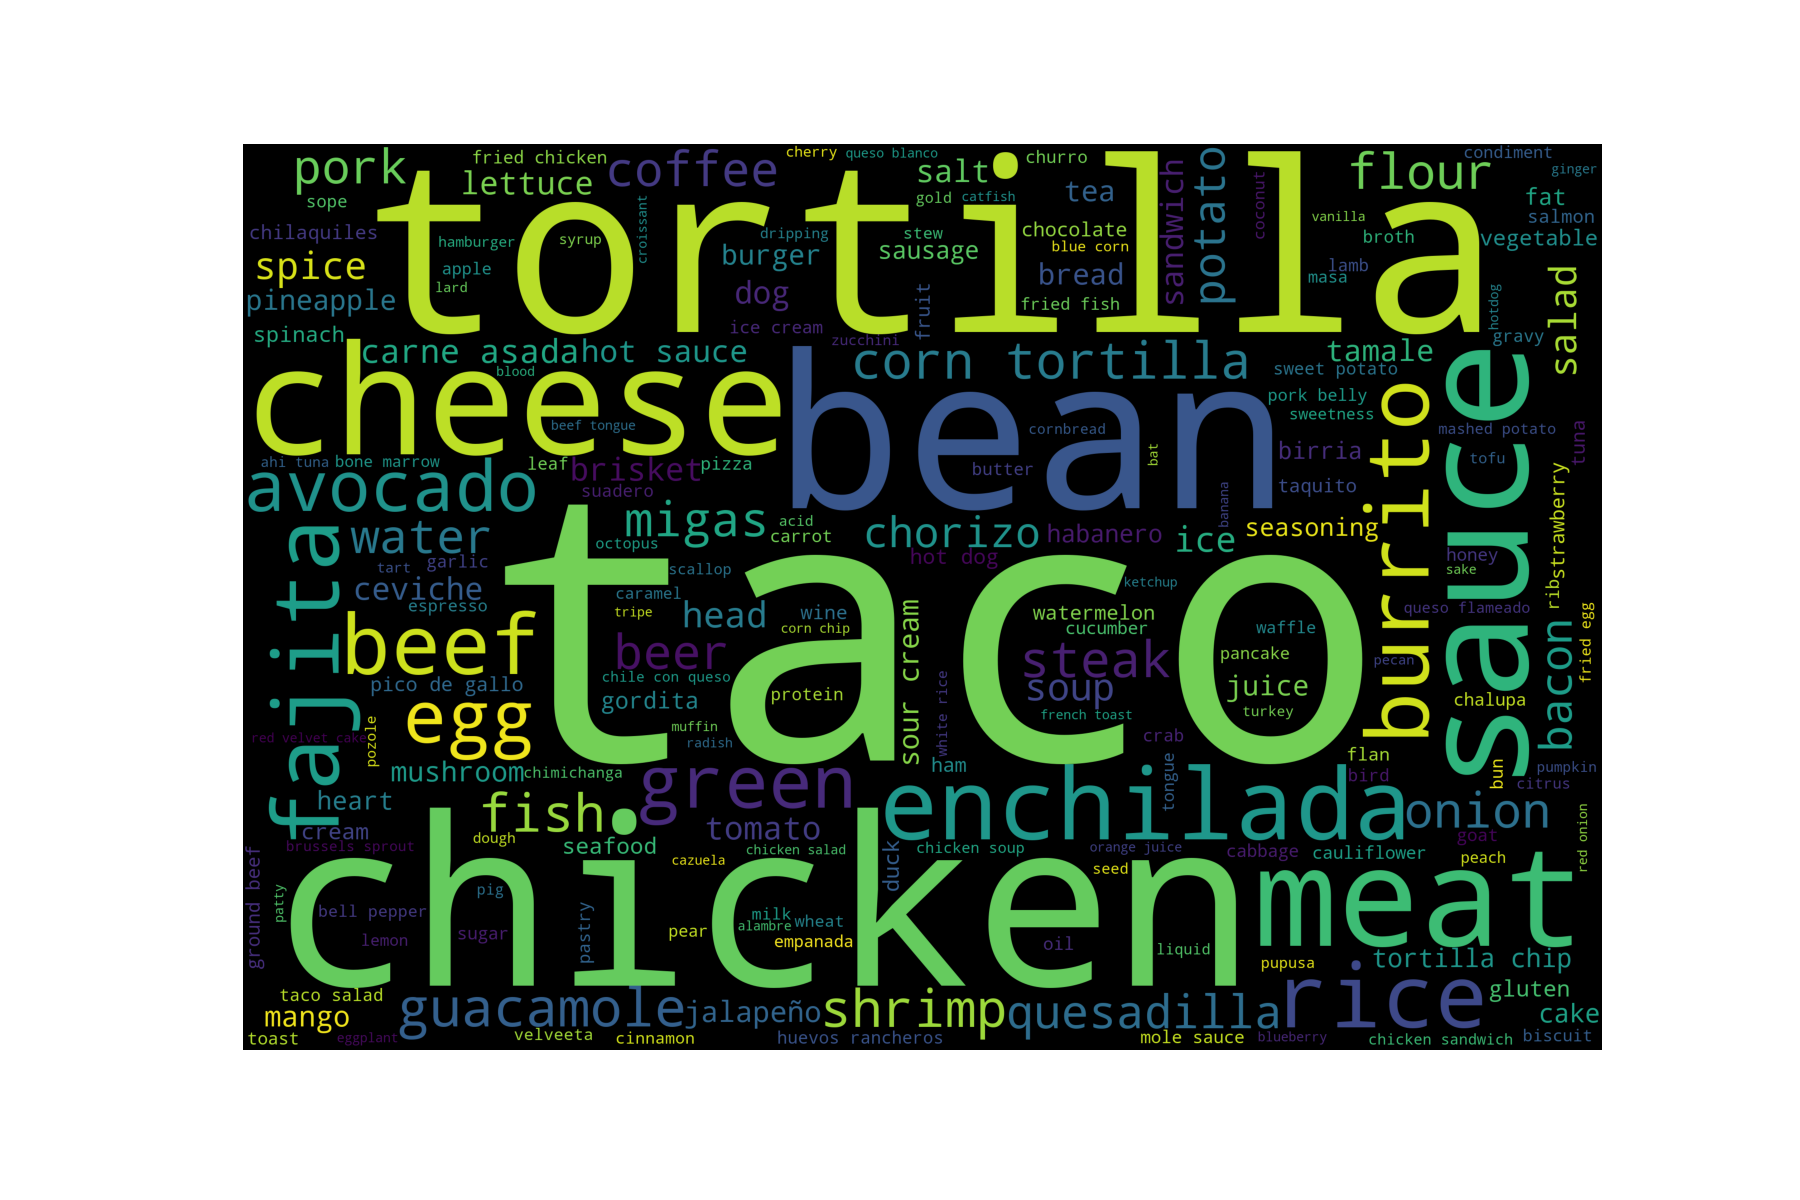 pork
fried chicken
coffee
cherry
queso blanco
salt
churro
sandwich
potato
flour
condiment
ginger
sope
lettuce
tortilla
gold
catfish
tea
coconut
vanilla
fat
salmon
chilaquiles
hamburger
syrup
croissant
dripping
stew
chocolate
broth
vegetable
spice
apple
burger
sausage
blue corn
lamb
masa
pineapple
lard
dog
fruit
bread
fried fish
hotdog
salad
spinach
ice cream
zucchini
gravy
cheese
carne asada
hot sauce
corn tortilla
tamale
blood
bean
sweet potato
burrito
sauce
pork belly
sweetness
beef tongue
cornbread
mashed potato
tuna
ahi tuna
bone marrow
leaf
brisket
pizza
butter
bat
birria
tofu
avocado
suadero
banana
taquito
strawberry
fajita
water
migas
acid
carrot
chorizo
habanero
ice
seasoning
octopus
hot dog
honey
garlic
tart
scallop
sake
ceviche
espresso
taco
caramel
ketchup
rib
queso flameado
fried egg
tripe
head
wine
corn chip
sour cream
watermelon
cucumber
waffle
beef
beer
steak
pancake
pecan
bacon
pico de gallo
chile con queso
gordita
protein
soup
juice
chalupa
egg
white rice
french toast
turkey
red velvet cake
pozole
muffin
radish
crab
flan
bun
mushroom
chimichanga
green
ham
tongue
bird
pumpkin
citrus
heart
fish
enchilada
onion
cream
tomato
red onion
brussels sprout
dough
seafood
chicken salad
duck
chicken soup
orange juice
cabbage
cauliflower
goat
peach
ground beef
patty
chicken
cazuela
seed
meat
pig
bell pepper
pastry
milk
wheat
alambre
lemon
sugar
pear
empanada
oil
liquid
pupusa
tortilla chip
taco salad
guacamole
jalapeño
shrimp
quesadilla
rice
gluten
mango
cake
toast
eggplant
velveeta
cinnamon
huevos rancheros
mole sauce
blueberry
chicken sandwich
biscuit